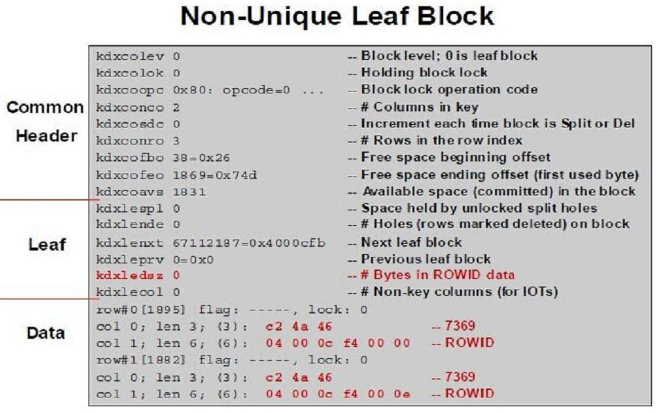 Non-Unique Leaf Block
kdxcolev 0 -- Block level; 0 is leaf block
kdxcolok 0 -- Holding block lock
kdxcoopc 0x80: opcode=0 ... -- Block lock operation code
Common
kdxconco 2 -- # Columns in key
kdxcosdc 0 -- Increment each time block is Split or Del
Header
kdxconro 3 -- # Rows in the row index
kdxcofbo 38=0x26 -- Free space beginning offset
kdxcofeo 1869=0x74d -- Free space ending offset (first used byte)
kdxcoavs 1831 -- Available space (committed) in the block
kdxlespl 0 -- Space held by unlocked split holes
kdxlende 0 -- # Holes (rows marked deleted) on block
Leaf
kdxlenxt 67112187=0x4000cfb -- Next leaf block
kdxleprv 0=0x0 -- Previous leaf block
kdxledsz 0 -- # Bytes in ROWID data
kdxlecol 0 -- # Non-key columns (for IOTs)
Data
row#0[1895] flag: -----, lock: 0
col 0; len 3; (3): c2 4a 46 -- 7369
col 1; len 6; (6): 04 00 0c f4 00 00 -- ROWID
row#1[1882] flag: -----, lock: 0
col 0; len 3; (3): c2 4a 46 -- 7369
col 1; len 6; (6): 04 00 0c f4 00 0e -- ROWID